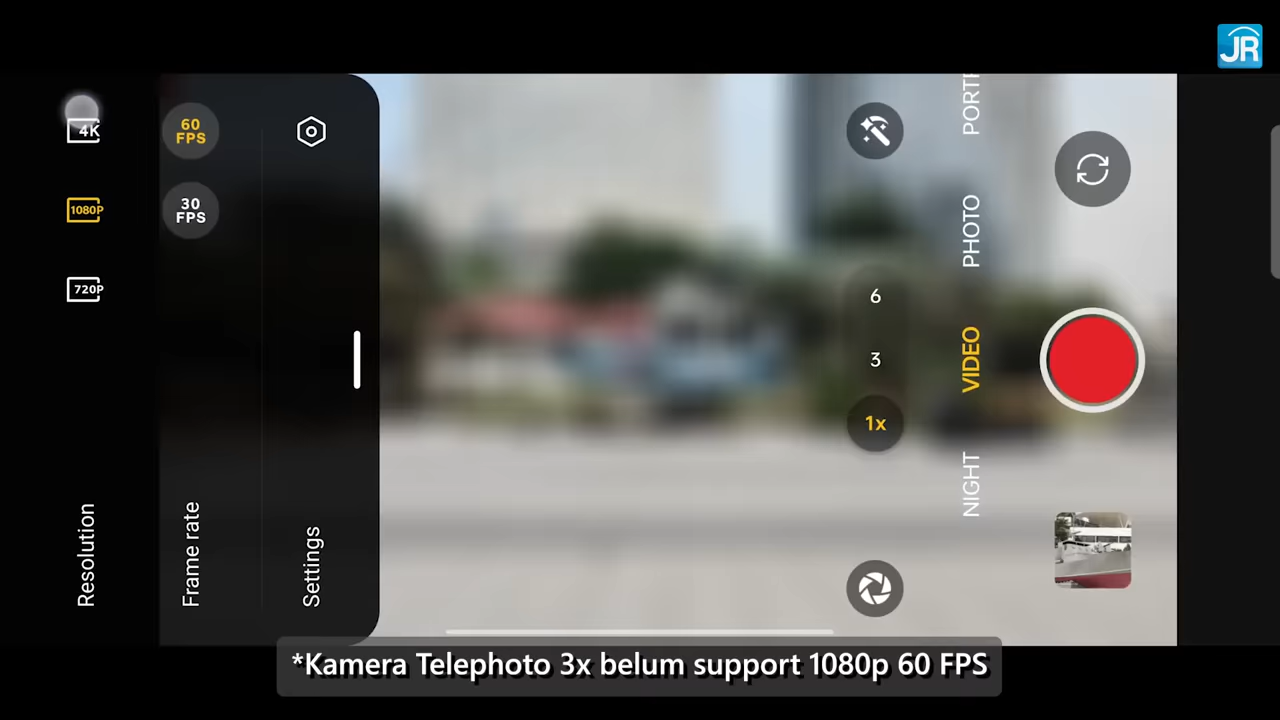 JR
4K
1080P
720P
Resolution
60
FPS
30
FPS
Frame rate
Settings
6
3
1x
PORTR
PHOTO
VIDEO
NIGHT
*Kamera Telephoto 3x belum support 1080p 60 FPS